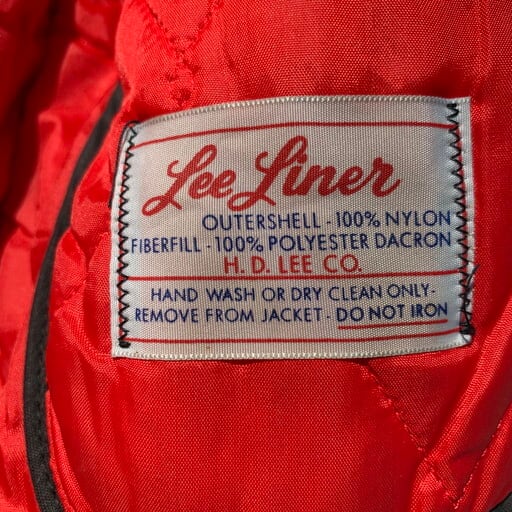 Lee Liner
OUTERSHELL - 100% NYLON
FIBERFILL - 100% POLYESTER DACRON
H. D. LEE CO.
HAND WASH OR DRY CLEAN ONLY-
REMOVE FROM JACKET - DO NOT IRON